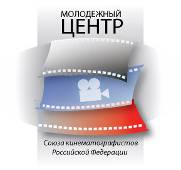 МОЛОДЕЖНЫЙ
ЦЕНТР
Союза кинематографистов
Российской Федерации